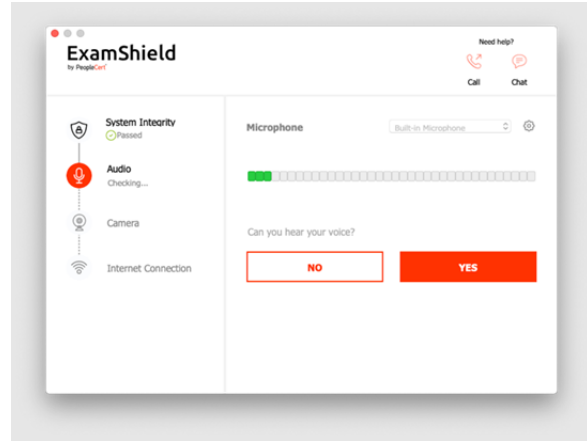 ExamShield
by PeopleCert
Need help?
Call
Chat
System Integrity
Passed
Audio
Checking...
Camera
Internet Connection
Microphone
Built-in Microphone
Can you hear your voice?
NO
YES